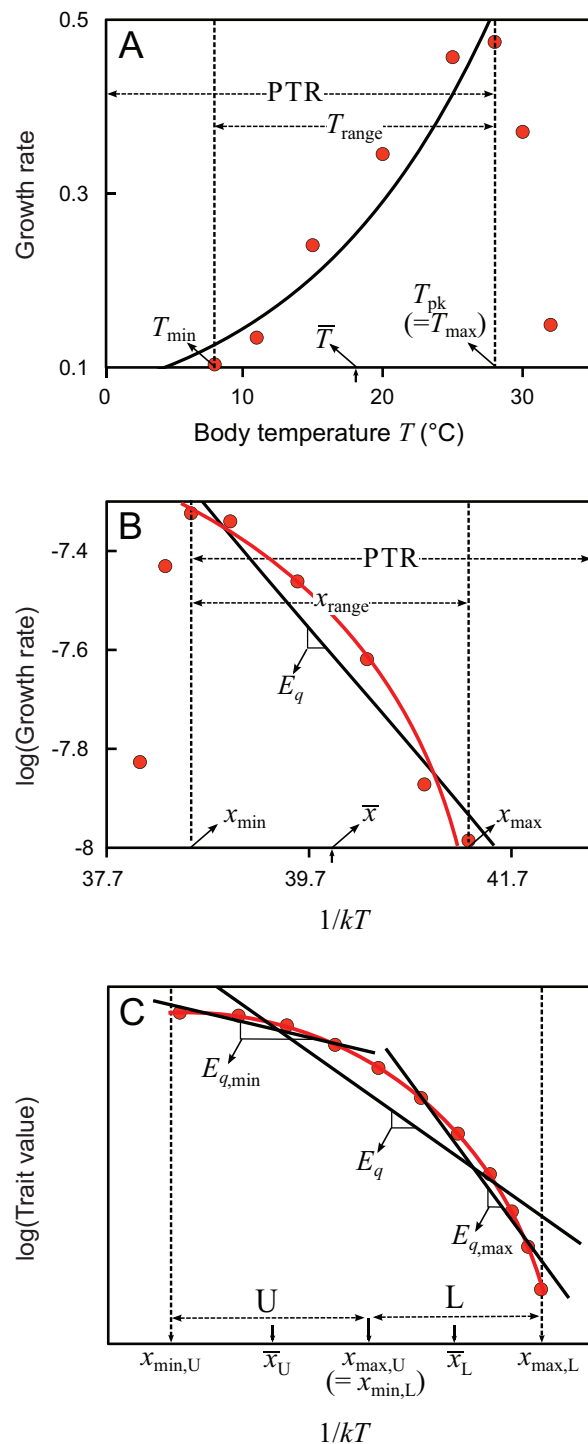 A
0.5
PTR
T_range
Growth rate
0.3
T_min
T̅
T_pk
(=T_max)
0.1
0 10 20 30
Body temperature T (°C)
B
-7.4
PTR
x_range
log(Growth rate)
-7.6
E_q
-7.8
x_min x̅ x_max
-8
37.7 39.7 41.7
1/kT
C
E_q,min
log(Trait value)
E_q
E_q,max
U L
x_min,U x̅_U x_max,U x̅_L x_max,L
(= x_min,L)
1/kT